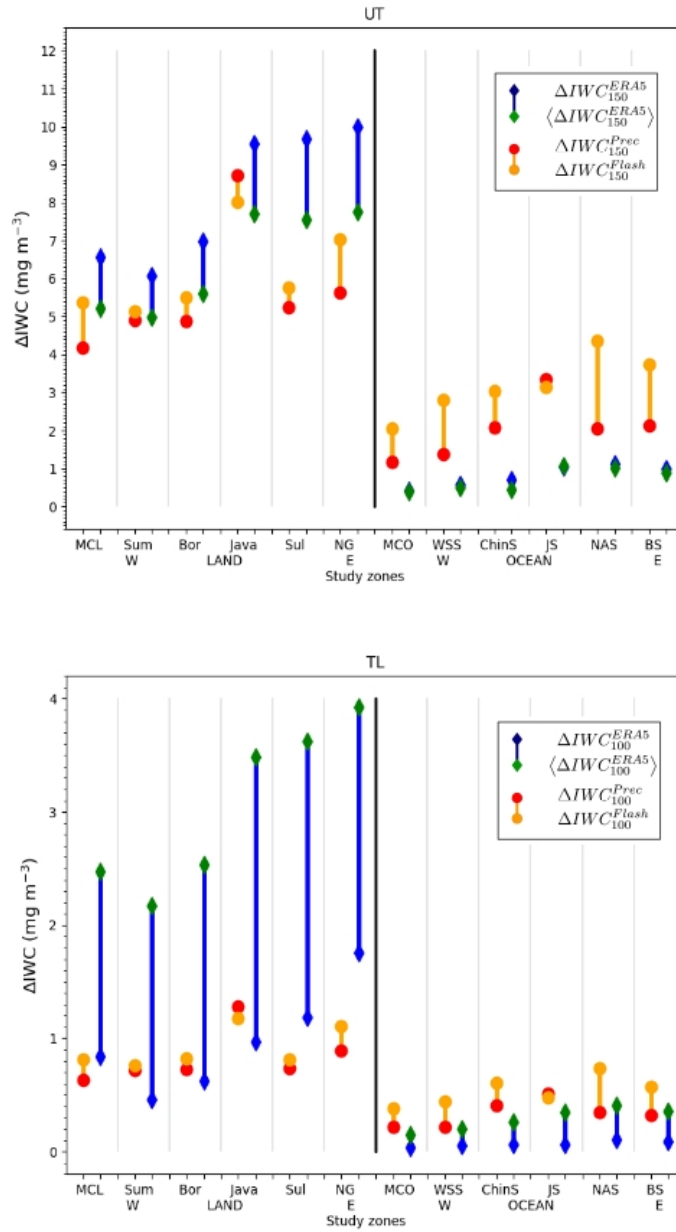 UT
12
11
10
9
8
7
6
5
4
3
2
1
0
ΔIWC (mg m⁻³)
ΔIWC₁₅₀^{ERA5}
⟨ΔIWC₁₅₀^{ERA5}⟩
ΔIWC₁₅₀^{Prec}
ΔIWC₁₅₀^{Flash}
MCL Sum Bor Java Sul NG MCO WSS ChinS JS NAS BS
W LAND E W OCEAN E
Study zones
TL
4
3
2
1
0
ΔIWC (mg m⁻³)
ΔIWC₁₀₀^{ERA5}
⟨ΔIWC₁₀₀^{ERA5}⟩
ΔIWC₁₀₀^{Prec}
ΔIWC₁₀₀^{Flash}
MCL Sum Bor Java Sul NG MCO WSS ChinS JS NAS BS
W LAND E W OCEAN E
Study zones